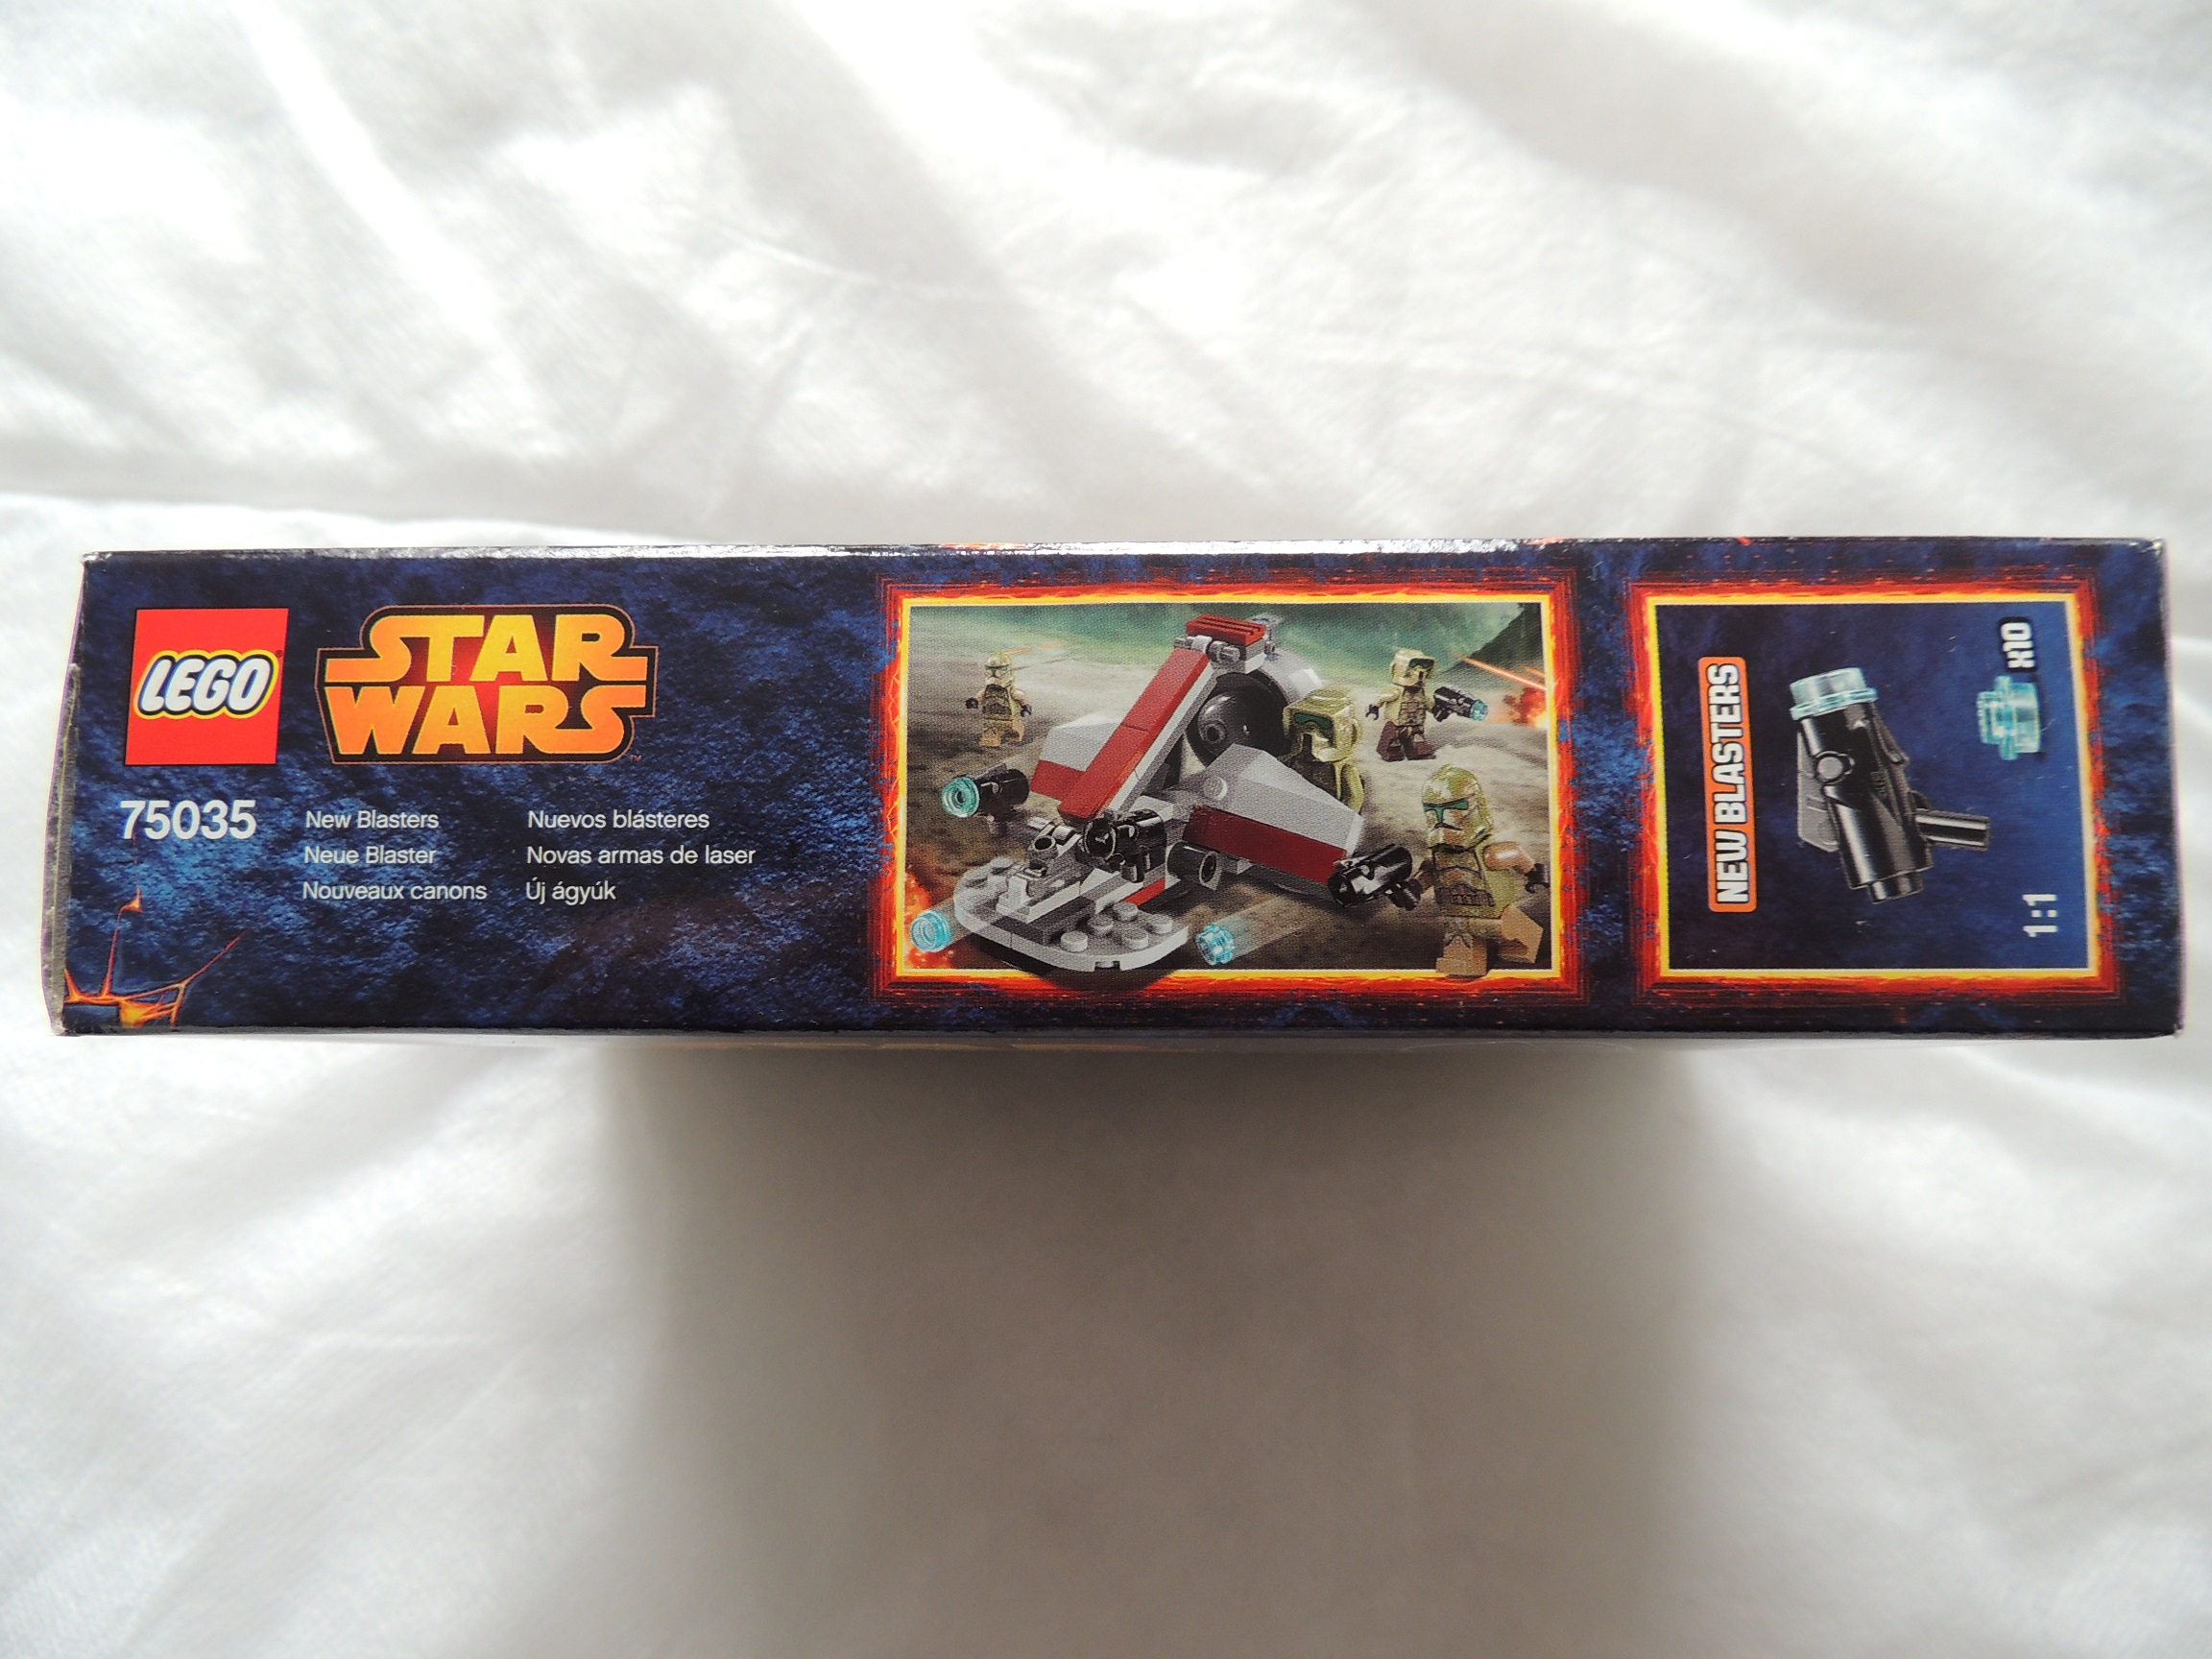 LEGO
STAR
WARS
TM
75035
New Blasters
Neue Blaster
Nouveaux canons
Nuevos blásteres
Novas armas de laser
Új ágyúk
NEW BLASTERS
x10
1:1